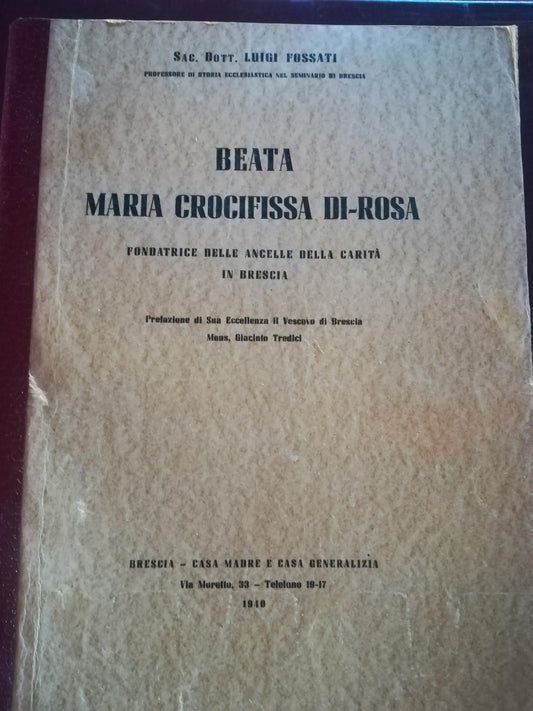 SAC. DOTT. LUIGI FOSSATI
PROFESSORE DI STORIA ECCLESIASTICA NEL SEMINARIO DI BRESCIA
BEATA
MARIA CROCIFISSA DI-ROSA
FONDATRICE DELLE ANCELLE DELLA CARITÀ
IN BRESCIA
Prefazione di Sua Eccellenza il Vescovo di Brescia
Mons. Giacinto Tredici
BRESCIA - CASA MADRE E CASA GENERALIZIA
Via Moretto, 33 - Telefono 19-17
1940